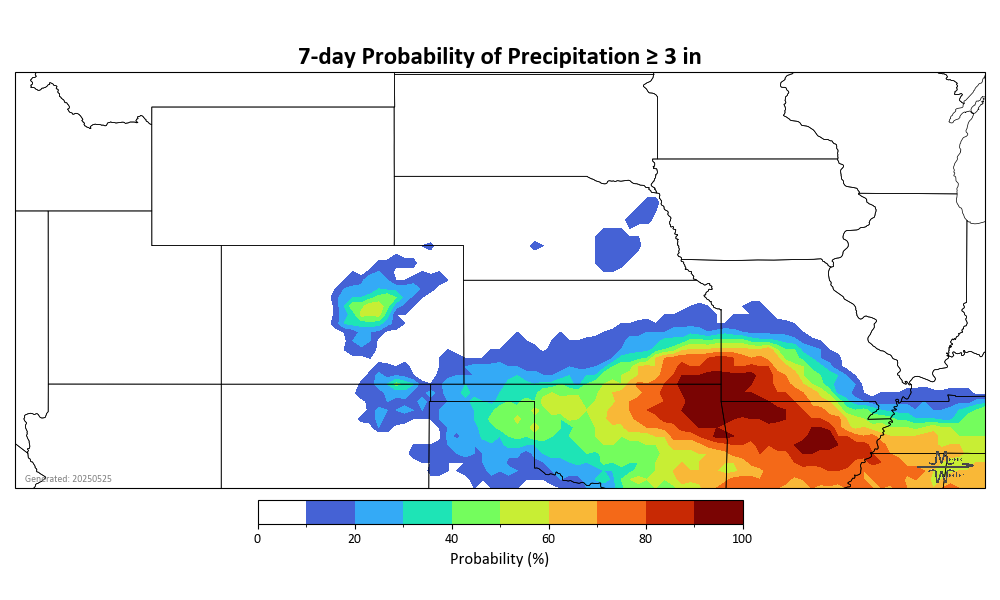 7-day Probability of Precipitation ≥ 3 in
Generated: 20250525
0 20 40 60 80 100
Probability (%)